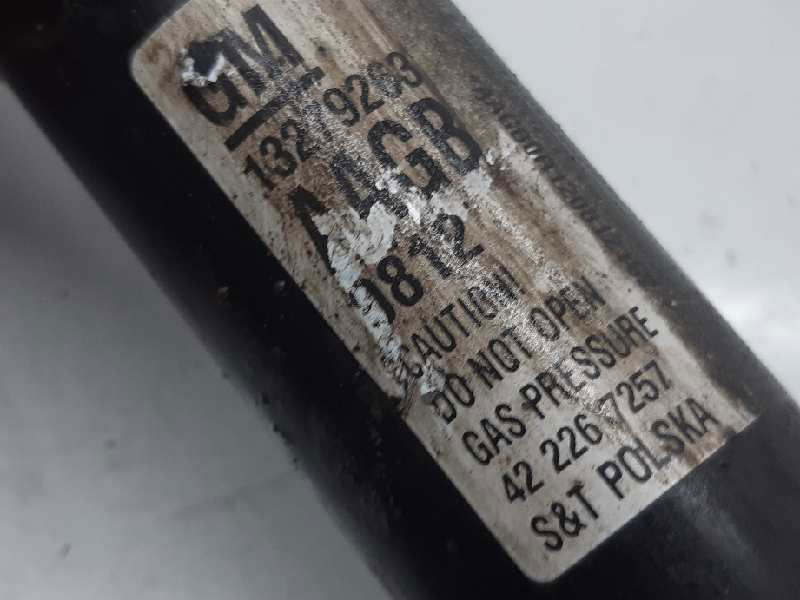 GM
13279263
AAGB
0812
CAUTION
DO NOT OPEN
GAS PRESSURE
42 226 7257
S&T POLSKA